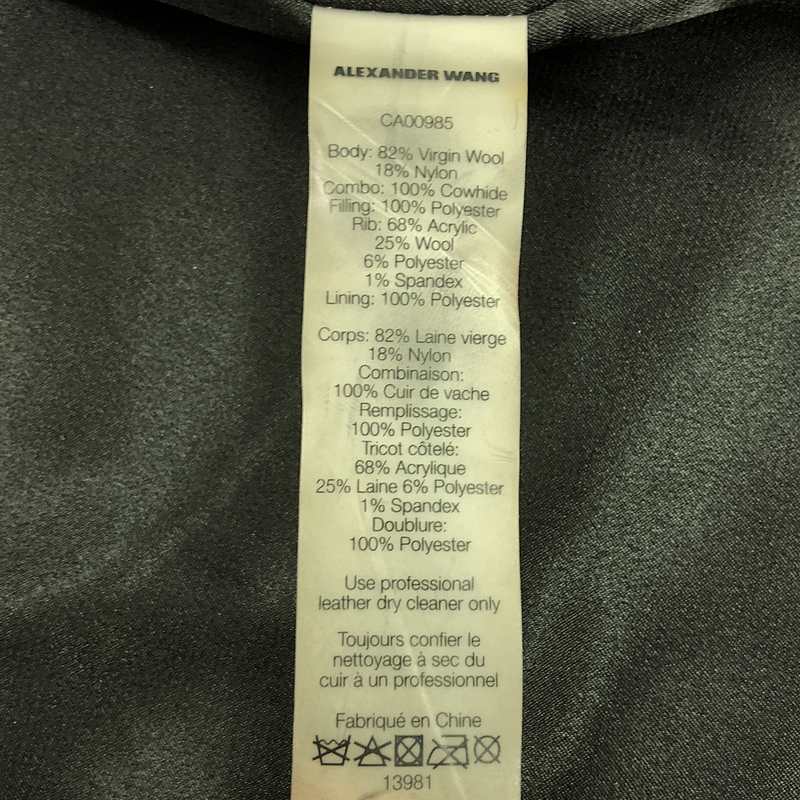 ALEXANDER WANG
CA00985
Body: 82% Virgin Wool
18% Nylon
Combo: 100% Cowhide
Filling: 100% Polyester
Rib: 68% Acrylic
25% Wool
6% Polyester
1% Spandex
Lining: 100% Polyester
Corps: 82% Laine vierge
18% Nylon
Combinaison:
100% Cuir de vache
Remplissage:
100% Polyester
Tricot côtelé:
68% Acrylique
25% Laine 6% Polyester
1% Spandex
Doublure:
100% Polyester
Use professional
leather dry cleaner only
Toujours confier le
nettoyage à sec du
cuir à un professionnel
Fabriqué en Chine
13981